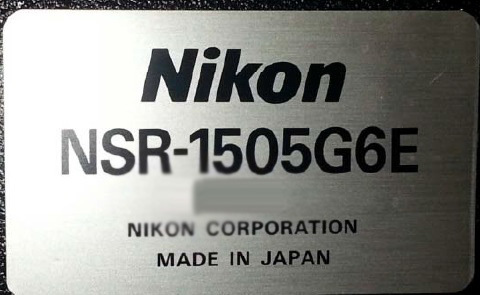 Nikon
NSR-1505G6E
NIKON CORPORATION
MADE IN JAPAN